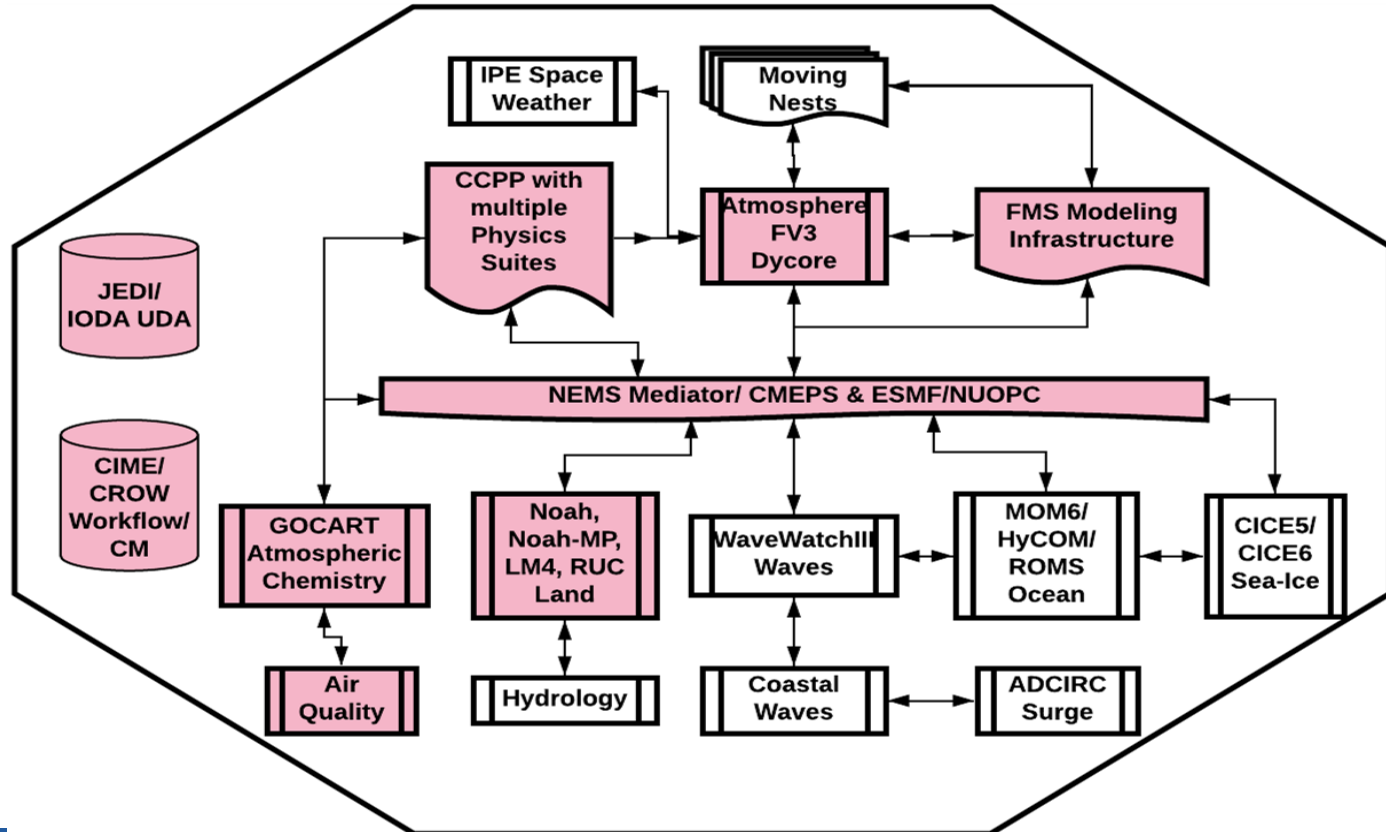 IPE Space
Weather
Moving
Nests
CCPP with
multiple
Physics
Suites
Atmosphere
FV3
Dycore
FMS Modeling
Infrastructure
JEDI/
IODA UDA
NEMS Mediator/ CMEPS & ESMF/NUOPC
CIME/
CROW
Workflow/
CM
GOCART
Atmospheric
Chemistry
Noah,
Noah-MP,
LM4, RUC
Land
WaveWatchIII
Waves
MOM6/
HyCOM/
ROMS
Ocean
CICE5/
CICE6
Sea-Ice
Air
Quality
Hydrology
Coastal
Waves
ADCIRC
Surge